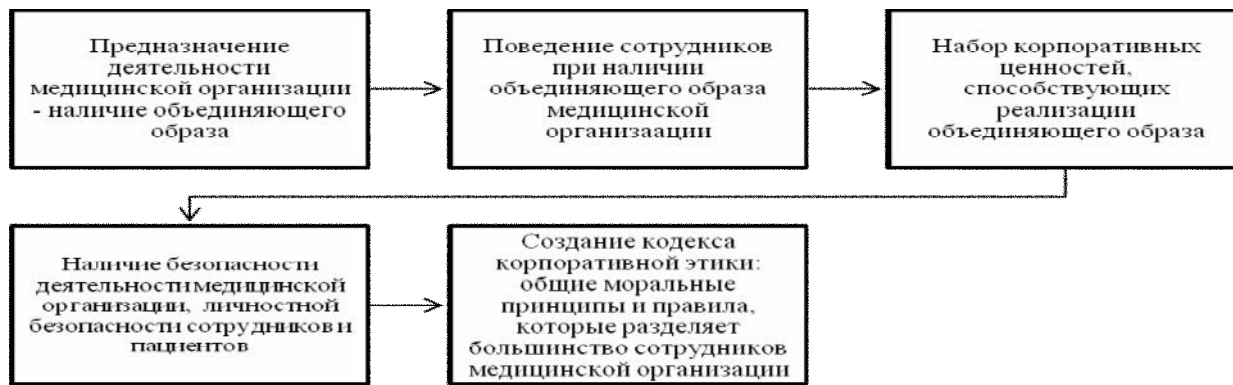 Предназначение
деятельности
медицинской организации
- наличие объединяющего
образа
Поведение сотрудников
при наличии
объединяющего образа
медицинской
организаации
Набор корпоративных
ценностей,
способствующих
реализации
объединяющего образа
Наличие безопасности
деятельности медицинской
организации, личностной
безопасности сотрудников и
пациентов
Создание кодекса
корпоративной этики:
общие моральные
принципы и правила,
которые разделяет
большинство сотрудников
медицинской организации